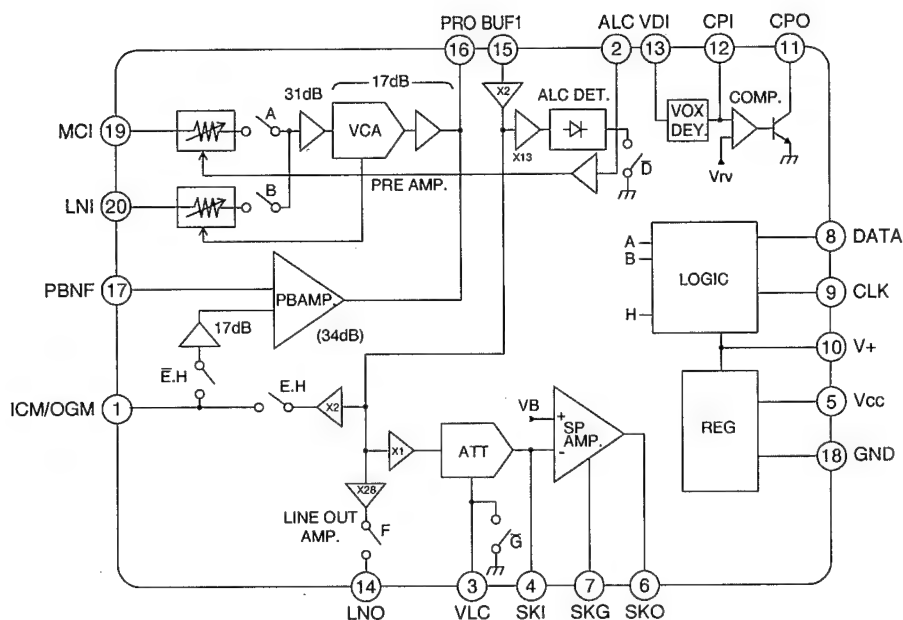 PRO BUF1 ALC VDI CPI CPO
16 15 2 13 12 11
31dB 17dB X2 ALC DET. VOX DEY. COMP.
MCI 19 A VCA X13 D̅ Vrv
PRE AMP.
LNI 20 B
A 8 DATA
B LOGIC
PBNF 17 PBAMP. H 9 CLK
17dB (34dB)
10 V+
E̅.H E.H
ICM/OGM 1 X2 VB + SP AMP. - REG 5 Vcc
X1 ATT 18 GND
X28
LINE OUT AMP. F G̅
14 3 4 7 6
LNO VLC SKI SKG SKO